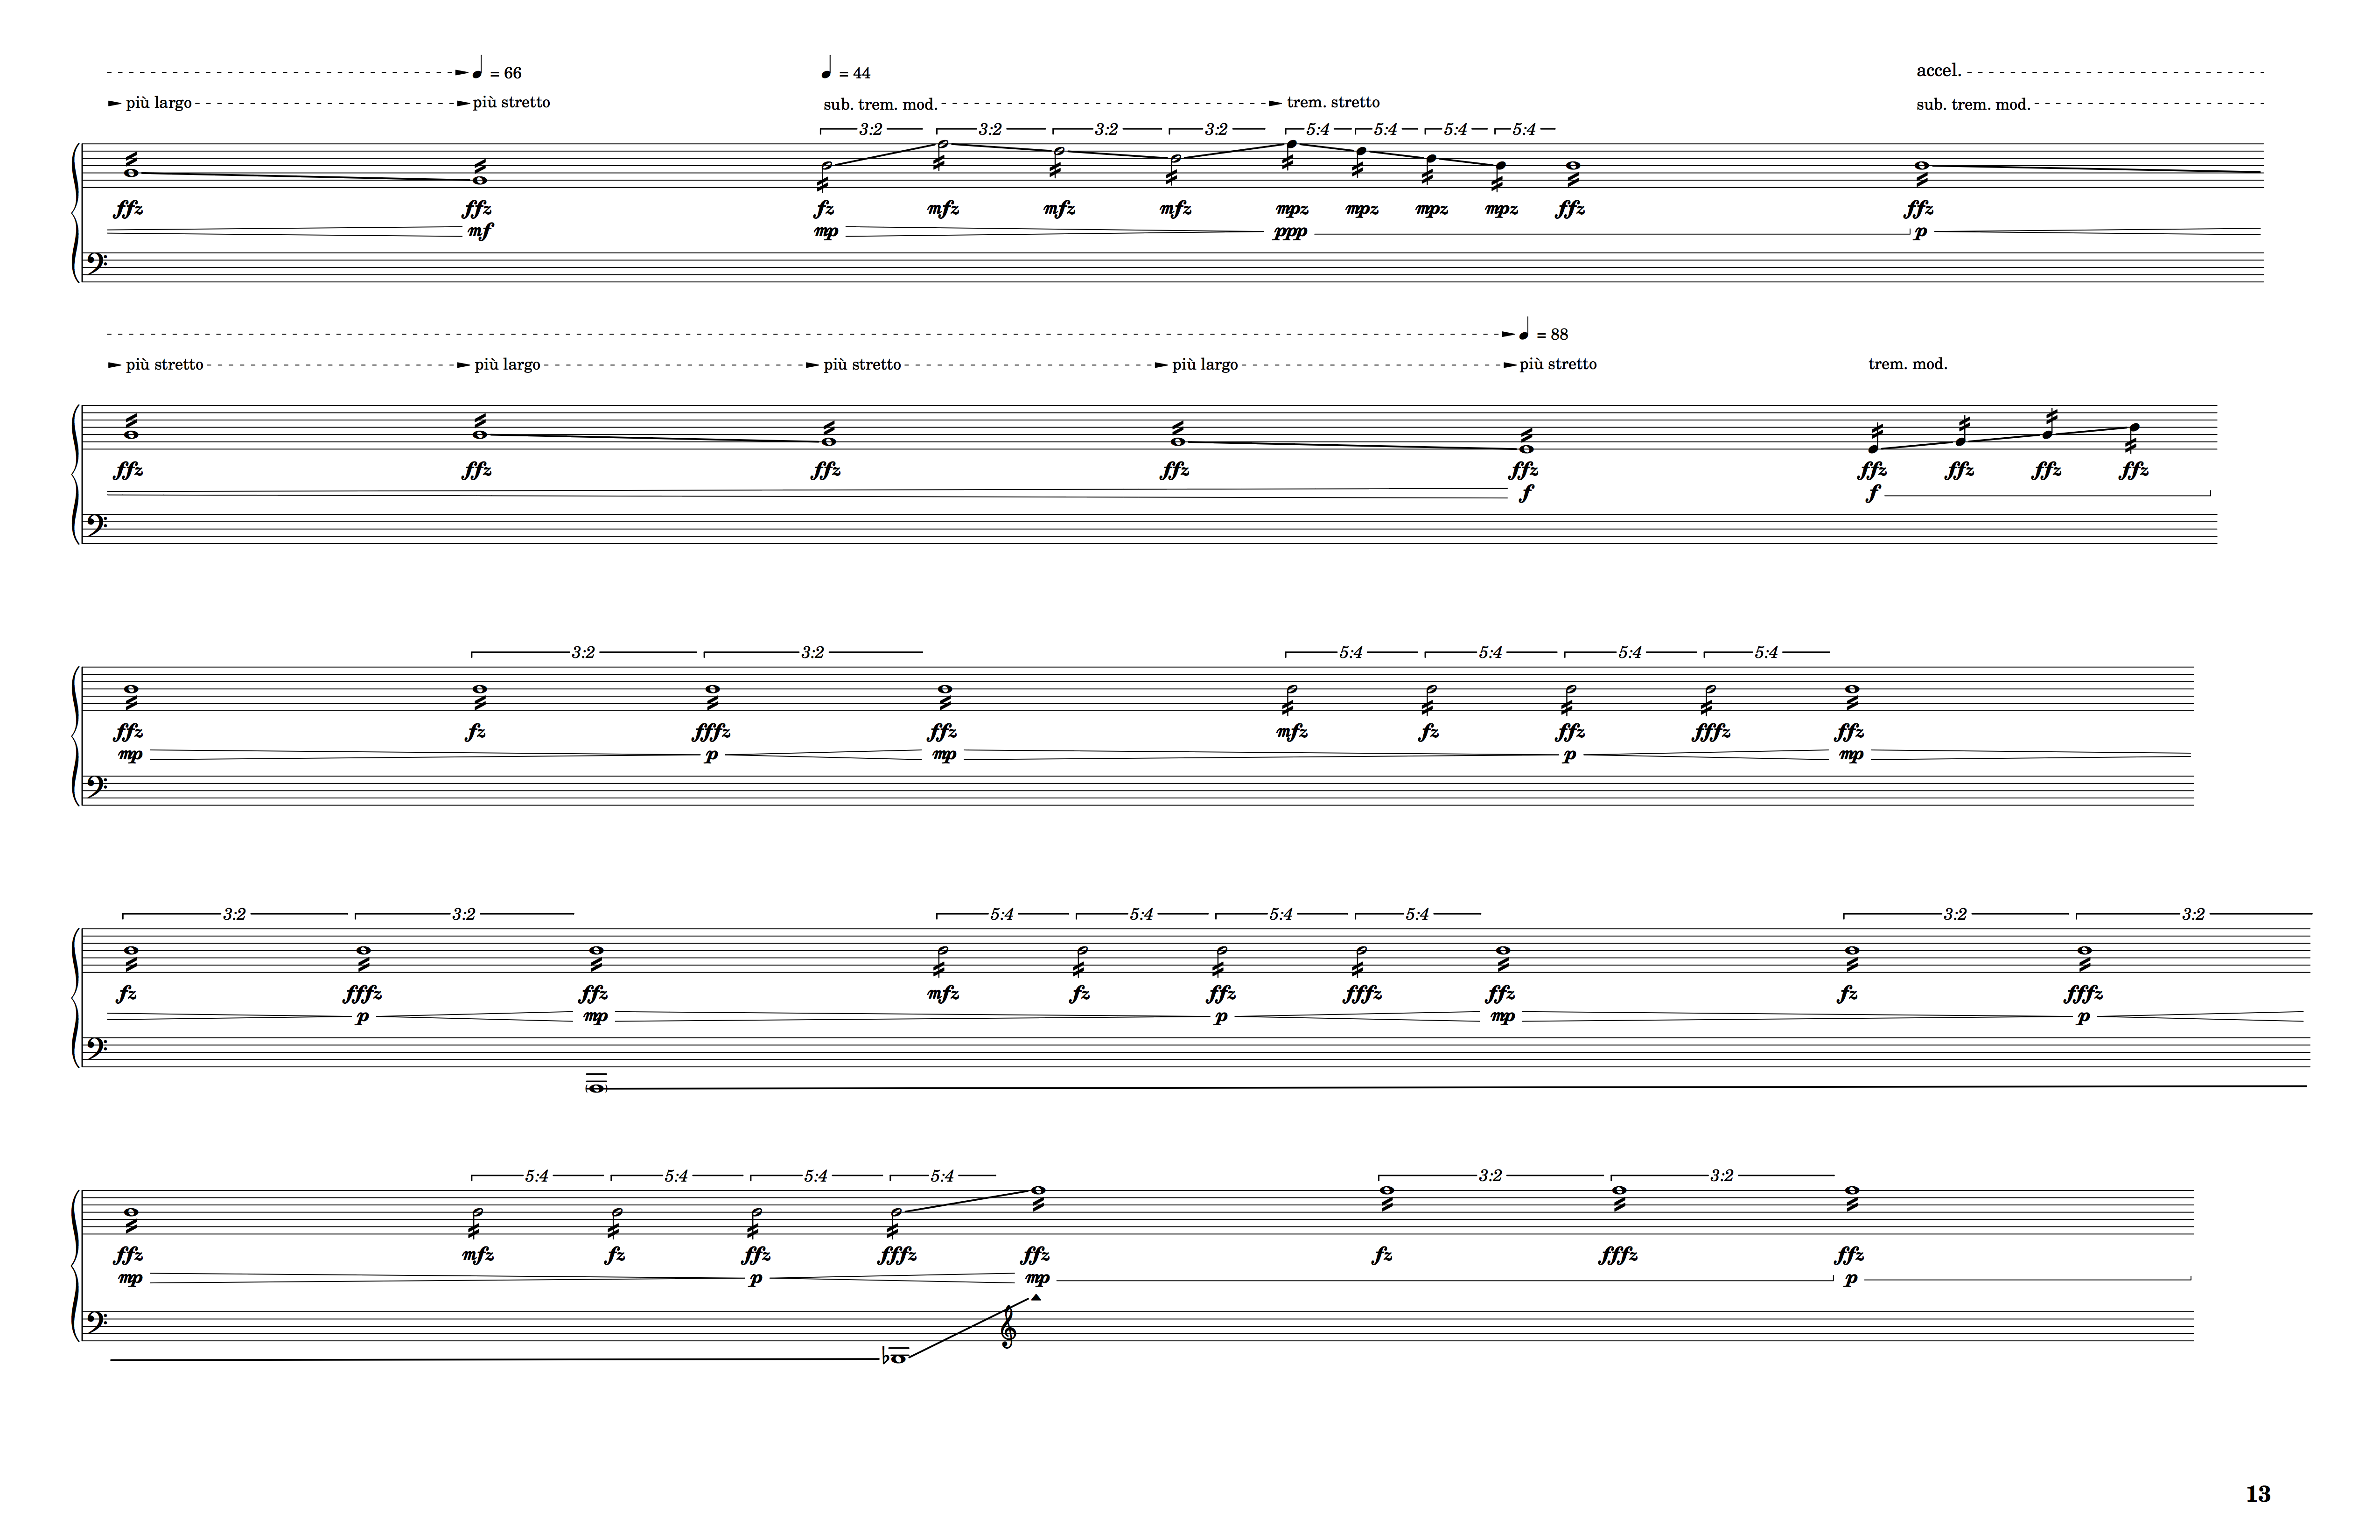 ♩ = 66 ♩ = 44 accel.
più largo più stretto sub. trem. mod. trem. stretto sub. trem. mod.
3:2 3:2 3:2 3:2 5:4 5:4 5:4 5:4
ffz ffz fz mfz mfz mfz mpz mpz mpz mpz ffz ffz
mf mp ppp p
♩ = 88
più stretto più largo più stretto più largo più stretto trem. mod.
ffz ffz ffz ffz ffz ffz ffz ffz ffz
f f
3:2 3:2 5:4 5:4 5:4 5:4
ffz fz fffz ffz mfz fz ffz fffz ffz
mp p mp p mp
3:2 3:2 5:4 5:4 5:4 5:4 3:2 3:2
fz fffz ffz mfz fz ffz fffz ffz fz fffz
p mp p mp p
5:4 5:4 5:4 5:4 3:2 3:2
ffz mfz fz ffz fffz ffz fz fffz ffz
mp p mp p
13